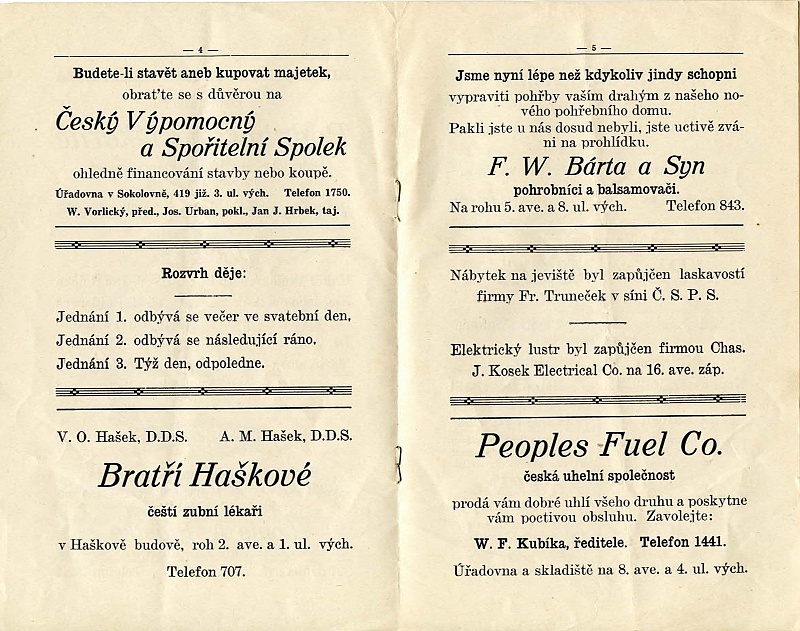 — 4 —
Budete-li stavět aneb kupovat majetek,
obraťte se s důvěrou na
Český Výpomocný
a Spořitelní Spolek
ohledně financování stavby nebo koupě.
Úřadovna v Sokolovně, 419 již. 3. ul. vých. Telefon 1750.
W. Vorlický, před., Jos. Urban, pokl., Jan J. Hrbek, taj.
Rozvrh děje:
Jednání 1. odbývá se večer ve svatební den,
Jednání 2. odbývá se následující ráno.
Jednání 3. Týž den, odpoledne.
V. O. Hašek, D.D.S. A. M. Hašek, D.D.S.
Bratří Haškové
čeští zubní lékaři
v Haškově budově, roh 2. ave. a 1. ul. vých.
Telefon 707.
— 5 —
Jsme nyní lépe než kdykoliv jindy schopni
vypraviti pohřby vaším drahým z našeho no-
vého pohřebního domu.
Pakli jste u nás dosud nebyli, jste uctivě zvá-
ni na prohlídku.
F. W. Bárta a Syn
pohrobníci a balsamovači.
Na rohu 5. ave. a 8. ul. vých. Telefon 843.
Nábytek na jeviště byl zapůjčen laskavostí
firmy Fr. Truneček v síni Č. S. P. S.
Elektrický lustr byl zapůjčen firmou Chas.
J. Kosek Electrical Co. na 16. ave. záp.
Peoples Fuel Co.
česká uhelní společnost
prodá vám dobré uhlí všeho druhu a poskytne
vám poctivou obsluhu. Zavolejte:
W. F. Kubíka, ředitele. Telefon 1441.
Úřadovna a skladiště na 8. ave. a 4. ul. vých.